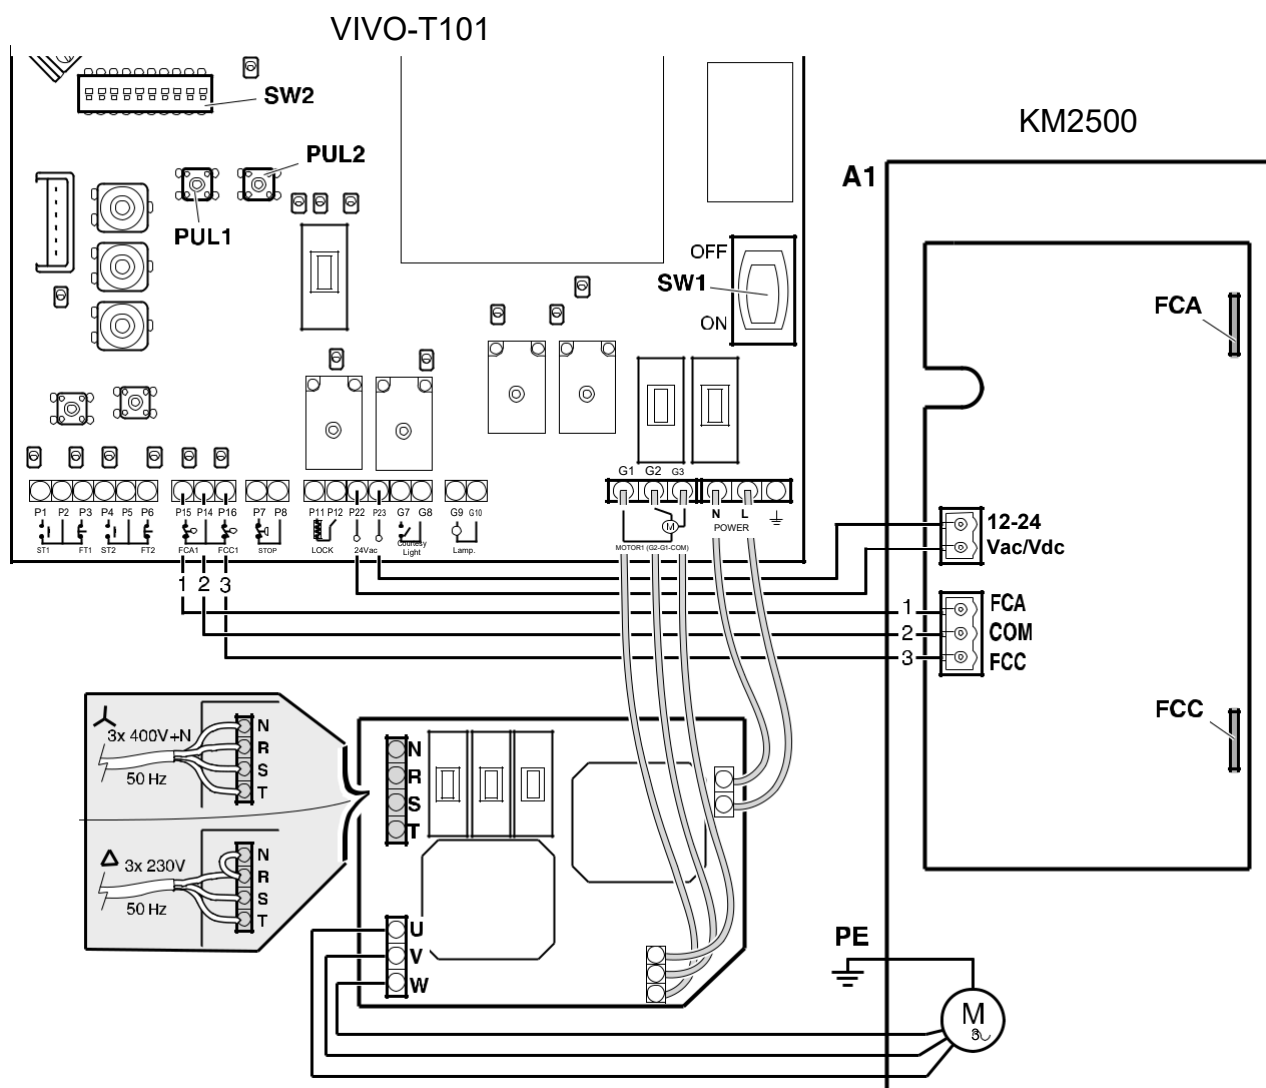 VIVO-T101
KM2500
SW2
PUL2
PUL1
A1
OFF
SW1
ON
FCA
G1 G2 G3
P1 P2 P3 P4 P5 P6 P15 P14 P16 P7 P8 P11 P12 P22 P23 G7 G8 G9 G10
N L
POWER
M
ST1 FT1 ST2 FT2 FCA1 FCC1 STOP LOCK 24Vac Courtesy Light Lamp.
MOTOR1 (G2-G1-COM)
12-24
Vac/Vdc
1 2 3
1 FCA
2 COM
3 FCC
FCC
3x 400V+N
50 Hz
N
R
S
T
3x 230V
50 Hz
N
R
S
T
N
R
S
T
U
V
W
PE
M
3